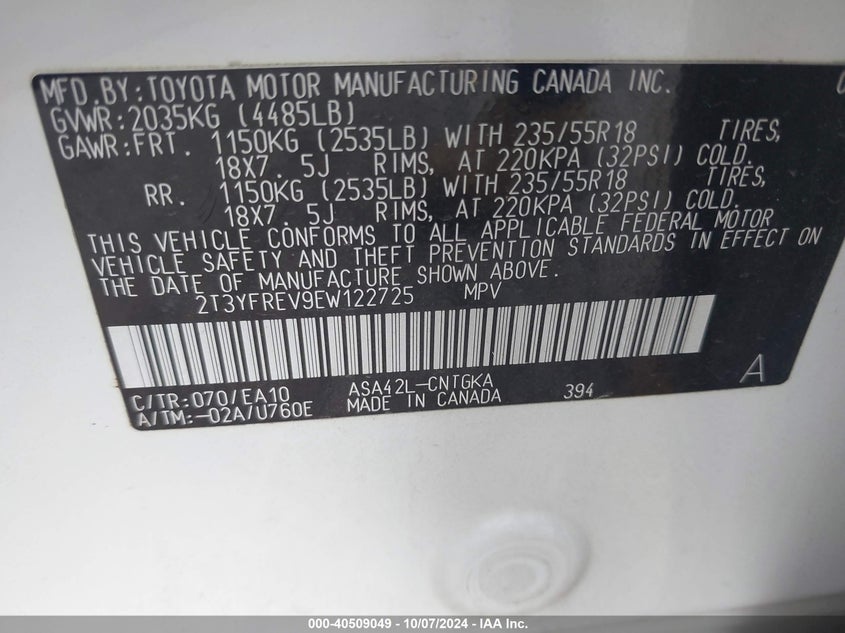 MFD.BY:TOYOTA MOTOR MANUFACTURING CANADA INC.
GVWR:2035KG (4485LB)
GAWR:FRT. 1150KG (2535LB) WITH 235/55R18 TIRES,
18X7.5J RIMS, AT 220KPA (32PSI) COLD.
RR. 1150KG (2535LB) WITH 235/55R18 TIRES,
18X7.5J RIMS, AT 220KPA (32PSI) COLD.
THIS VEHICLE CONFORMS TO ALL APPLICABLE FEDERAL MOTOR
VEHICLE SAFETY AND THEFT PREVENTION STANDARDS IN EFFECT ON
THE DATE OF MANUFACTURE SHOWN ABOVE.
2T3YFREV9EW122725 MPV
C/TR:070/EA10 ASA42L-CNTGKA 394 A
A/TM:-02A/U760E MADE IN CANADA
000-40509049 - 10/07/2024 - IAA Inc.